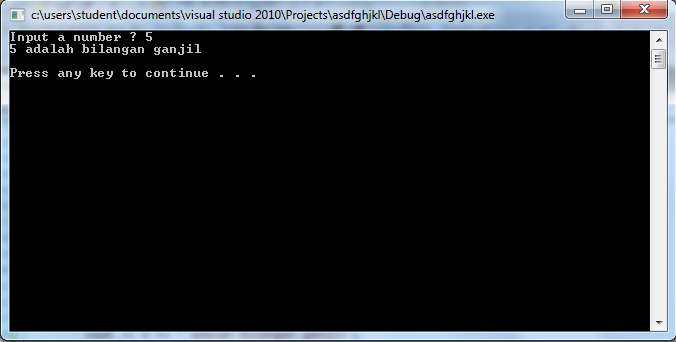 c:\users\student\documents\visual studio 2010\Projects\asdfghjkl\Debug\asdfghjkl.exe
Input a number ? 5
5 adalah bilangan ganjil
Press any key to continue . . .